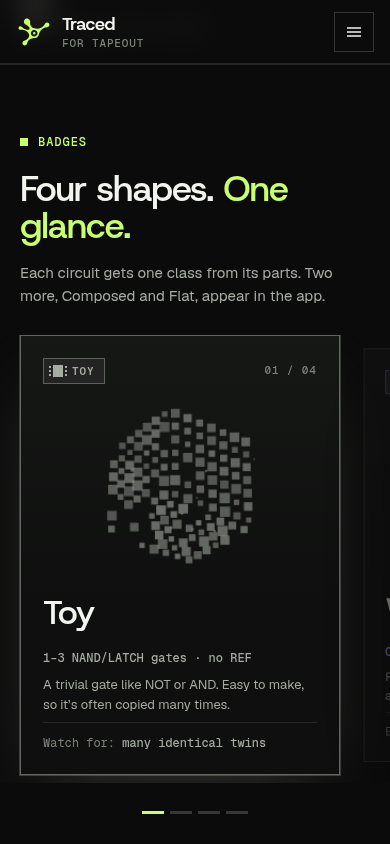 Traced
FOR TAPEOUT
BADGES
Four shapes. One
glance.
Each circuit gets one class from its parts. Two
more, Composed and Flat, appear in the app.
TOY
01 / 04
Toy
1–3 NAND/LATCH gates · no REF
A trivial gate like NOT or AND. Easy to make,
so it's often copied many times.
Watch for: many identical twins